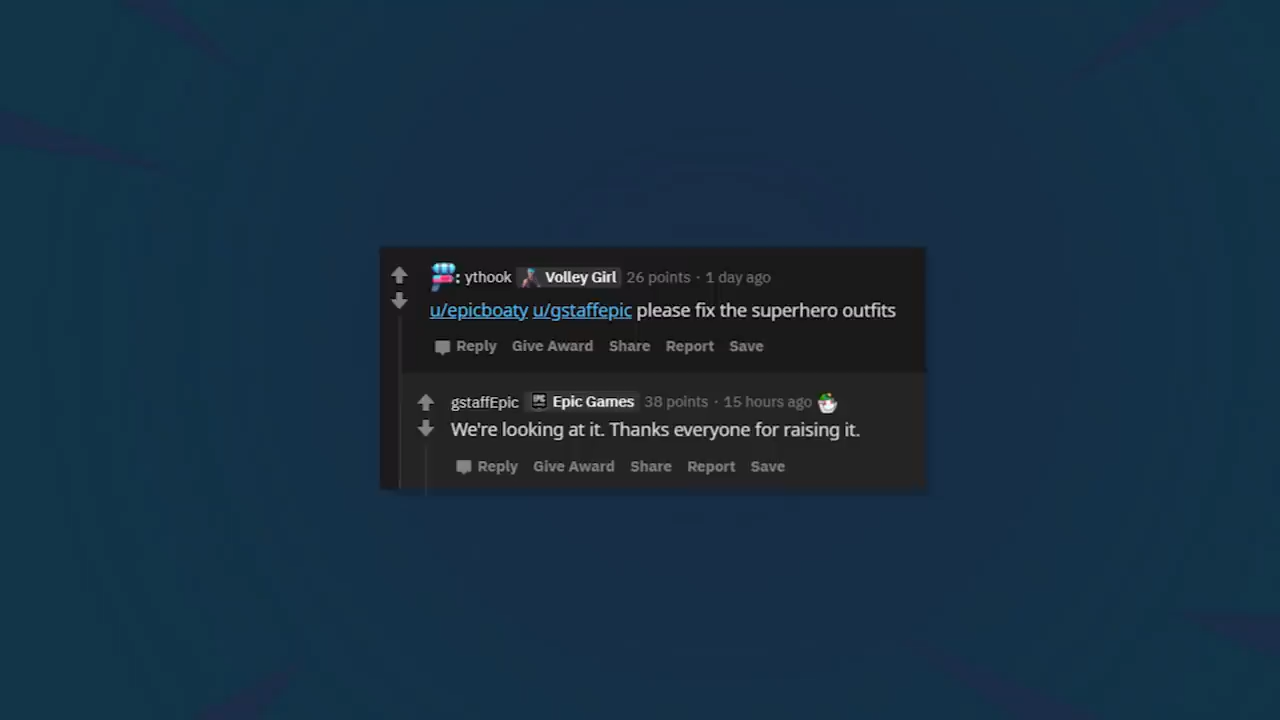 : ythook Volley Girl 26 points · 1 day ago
u/epicboaty u/gstaffepic please fix the superhero outfits
Reply Give Award Share Report Save
gstaffEpic EPIC Epic Games 38 points · 15 hours ago
We're looking at it. Thanks everyone for raising it.
Reply Give Award Share Report Save